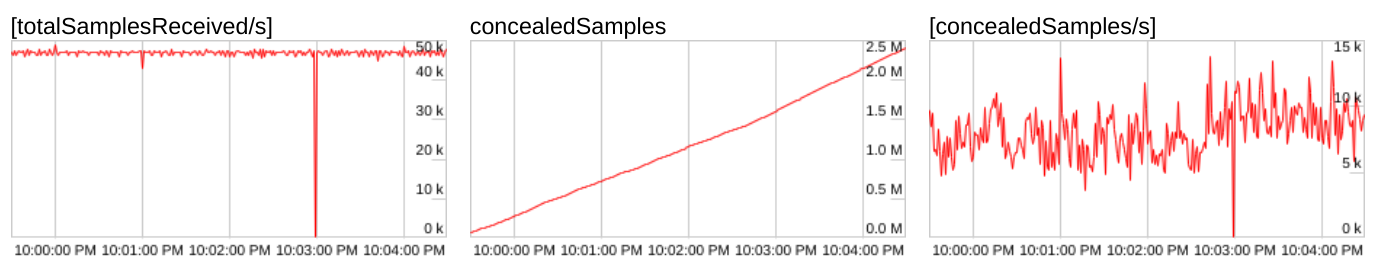 [totalSamplesReceived/s]
50 k
40 k
30 k
20 k
10 k
0 k
10:00:00 PM 10:01:00 PM 10:02:00 PM 10:03:00 PM 10:04:00 PM
concealedSamples
2.5 M
2.0 M
1.5 M
1.0 M
0.5 M
0.0 M
10:00:00 PM 10:01:00 PM 10:02:00 PM 10:03:00 PM 10:04:00 PM
[concealedSamples/s]
15 k
10 k
5 k
0 k
10:00:00 PM 10:01:00 PM 10:02:00 PM 10:03:00 PM 10:04:00 PM